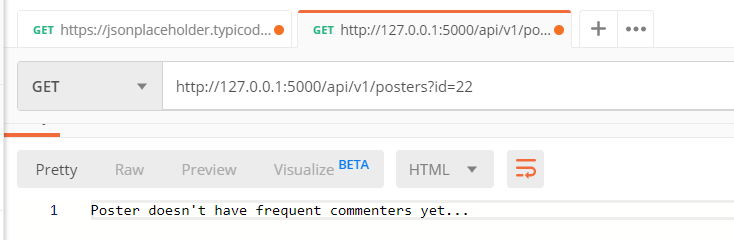 GET https://jsonplaceholder.typicod... GET http://127.0.0.1:5000/api/v1/po... + •••
GET http://127.0.0.1:5000/api/v1/posters?id=22
Pretty Raw Preview Visualize BETA HTML
1 Poster doesn't have frequent commenters yet...